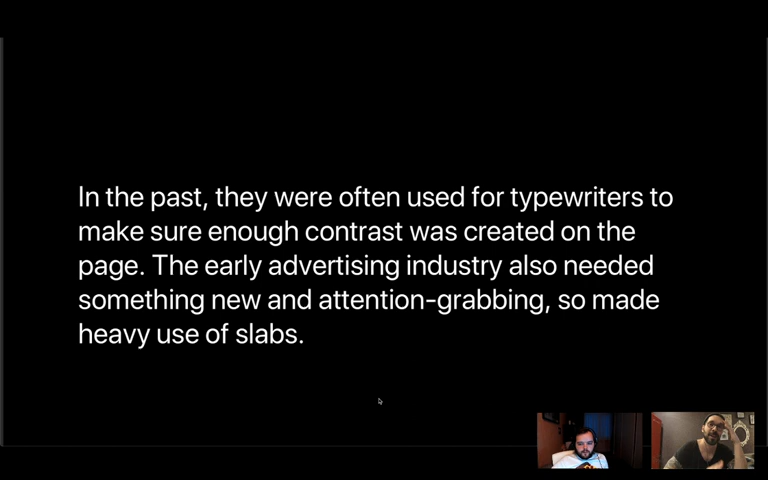 In the past, they were often used for typewriters to
make sure enough contrast was created on the
page. The early advertising industry also needed
something new and attention-grabbing, so made
heavy use of slabs.